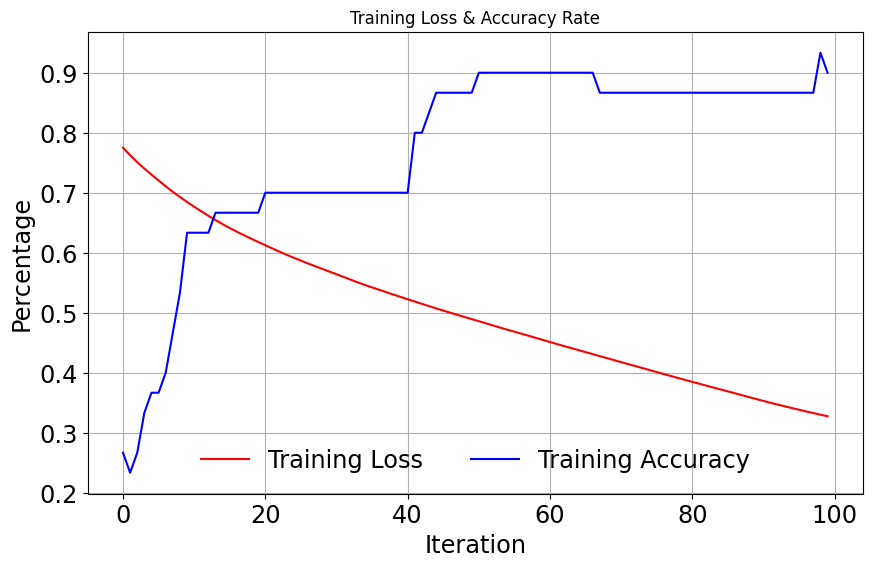 Training Loss & Accuracy Rate
0.9
0.8
0.7
0.6
0.5
0.4
0.3
0.2
Percentage
Training Loss
Training Accuracy
0 20 40 60 80 100
Iteration